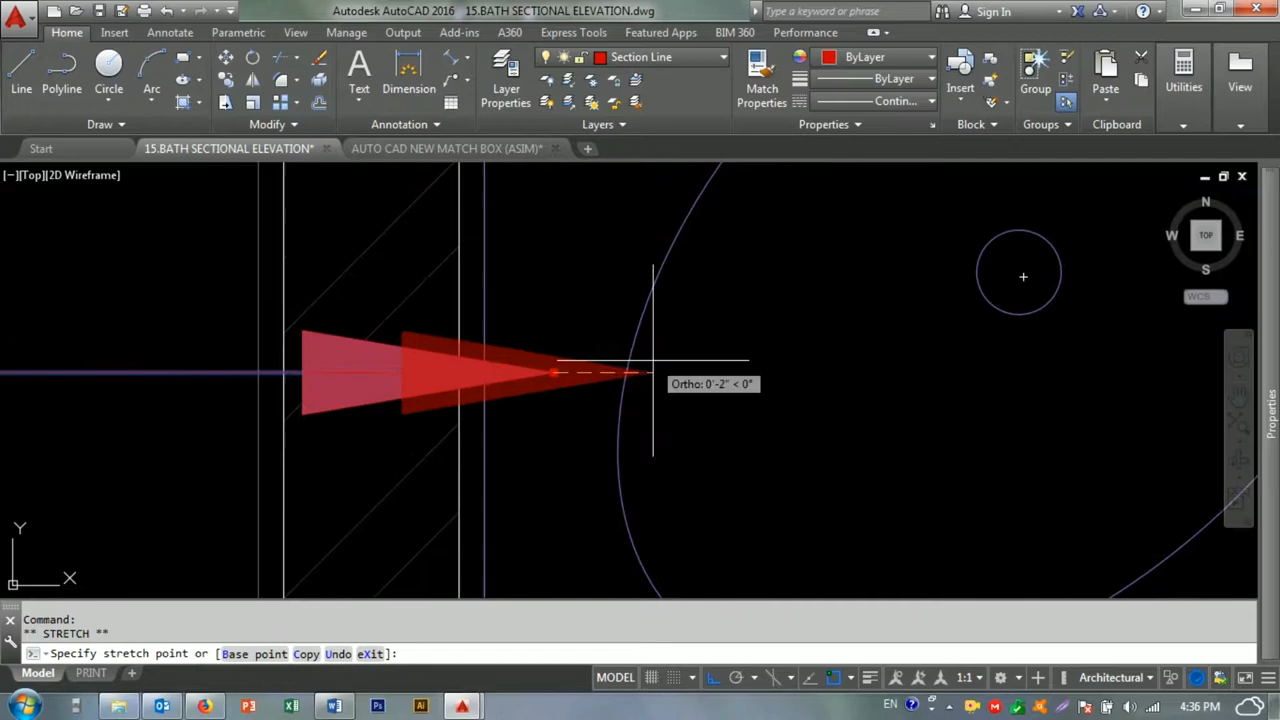 Autodesk AutoCAD 2016 15.BATH SECTIONAL ELEVATION.dwg
Type a keyword or phrase
Sign In
Home Insert Annotate Parametric View Manage Output Add-ins A360 Express Tools Featured Apps BIM 360 Performance
Section Line
ByLayer
ByLayer
Contin...
Line Polyline Circle Arc
Text Dimension
Layer Properties
Match Properties
Insert
Group
Paste
Utilities
View
Draw Modify Annotation Layers Properties Block Groups Clipboard
Start 15.BATH SECTIONAL ELEVATION* AUTO CAD NEW MATCH BOX (ASIM)*
[−][Top][2D Wireframe]
N
W TOP E
S
WCS
Ortho: 0'-2" < 0°
Properties
Y
X
Command:
** STRETCH **
Specify stretch point or [Base point Copy Undo eXit]:
Model PRINT
MODEL 1:1 Architectural
EN 4:36 PM